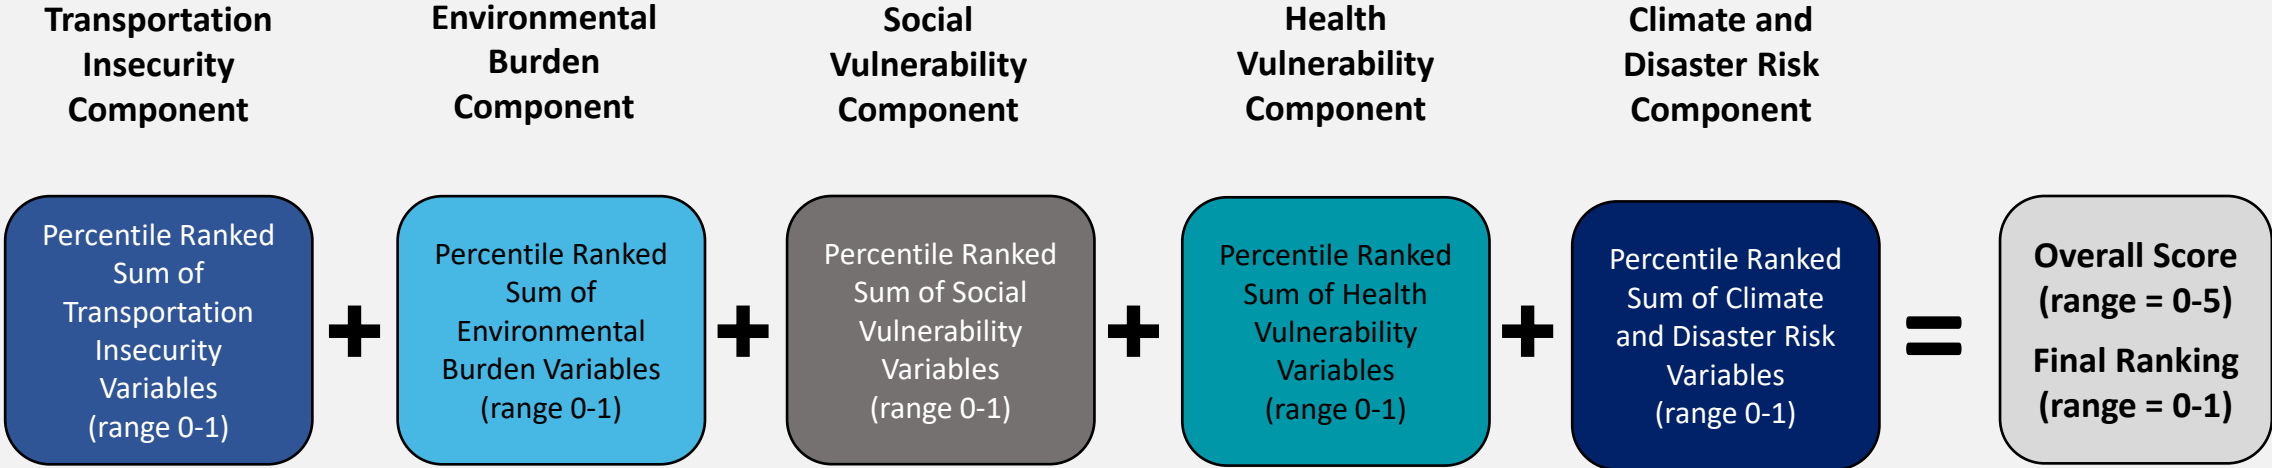 Transportation
Insecurity
Component
Environmental
Burden
Component
Social
Vulnerability
Component
Health
Vulnerability
Component
Climate and
Disaster Risk
Component
Percentile Ranked
Sum of
Transportation
Insecurity
Variables
(range 0-1)
+
Percentile Ranked
Sum of
Environmental
Burden Variables
(range 0-1)
+
Percentile Ranked
Sum of Social
Vulnerability
Variables
(range 0-1)
+
Percentile Ranked
Sum of Health
Vulnerability
Variables
(range 0-1)
+
Percentile Ranked
Sum of Climate
and Disaster Risk
Variables
(range 0-1)
=
Overall Score
(range = 0-5)
Final Ranking
(range = 0-1)